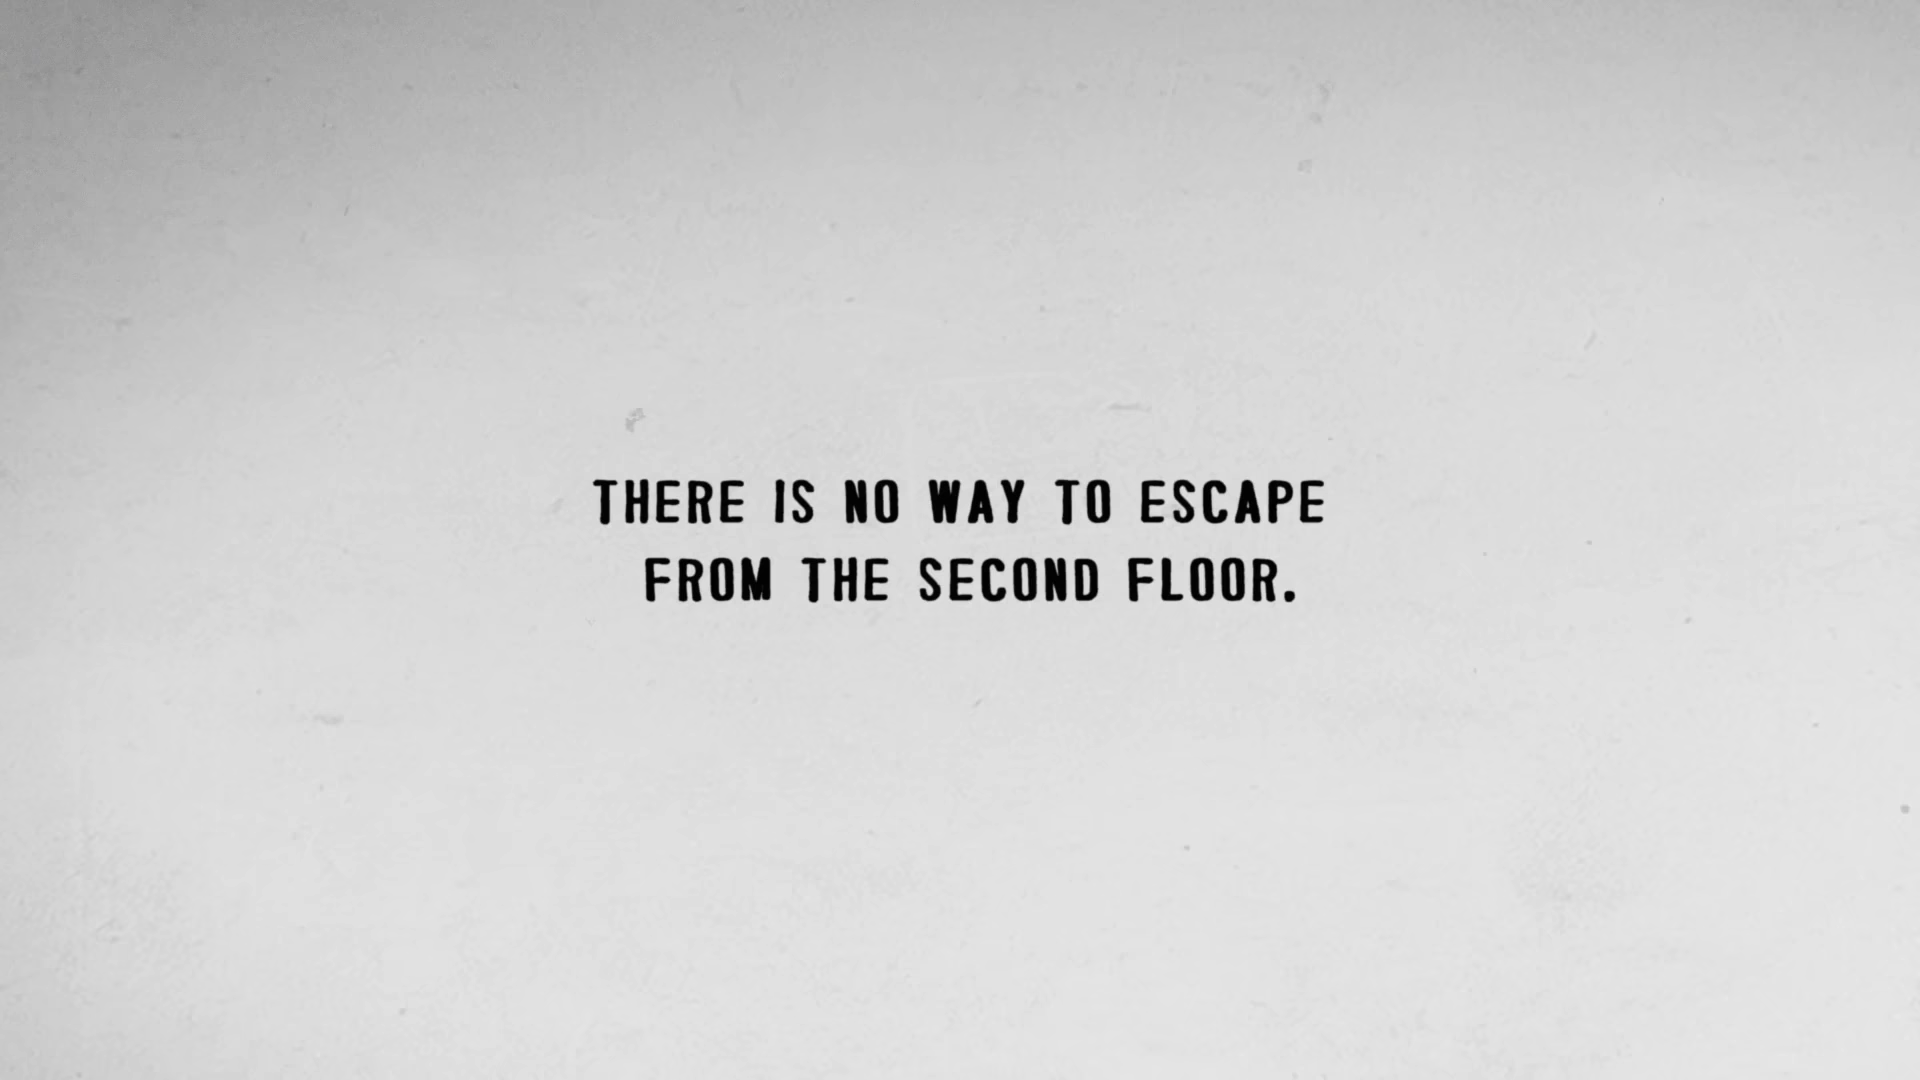 THERE IS NO WAY TO ESCAPE
FROM THE SECOND FLOOR.